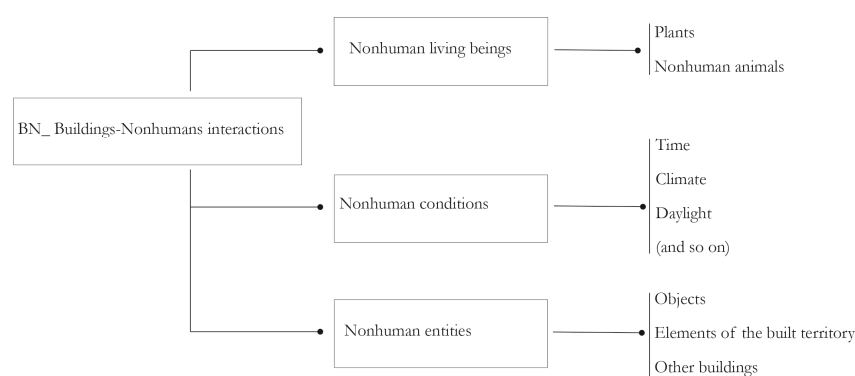 Nonhuman living beings
Plants
Nonhuman animals
BN_ Buildings-Nonhumans interactions
Nonhuman conditions
Time
Climate
Daylight
(and so on)
Nonhuman entities
Objects
Elements of the built territory
Other buildings